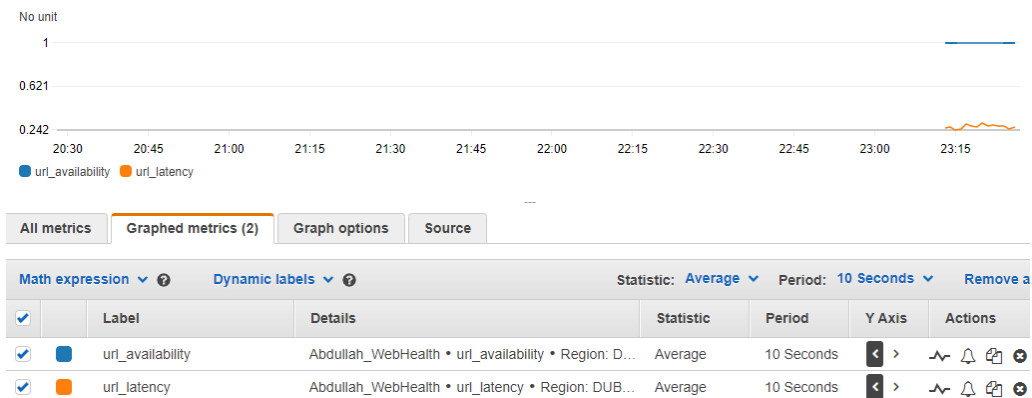 No unit
1
0.621
0.242
20:30 20:45 21:00 21:15 21:30 21:45 22:00 22:15 22:30 22:45 23:00 23:15
url_availability url_latency
---
All metrics Graphed metrics (2) Graph options Source
Math expression ? Dynamic labels ? Statistic: Average Period: 10 Seconds Remove a
Label Details Statistic Period Y Axis Actions
url_availability Abdullah_WebHealth • url_availability • Region: D... Average 10 Seconds < >
url_latency Abdullah_WebHealth • url_latency • Region: DUB... Average 10 Seconds < >